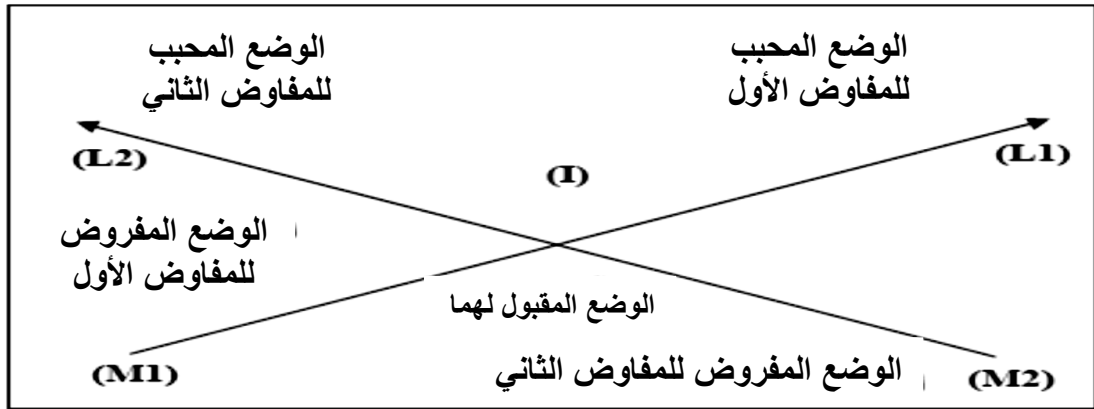 الوضع المحبب
للمفاوض الأول
الوضع المحبب
للمفاوض الثاني
(L1)
(L2)
(I)
الوضع المفروض
للمفاوض الأول
الوضع المقبول لهما
الوضع المفروض للمفاوض الثاني
(M2)
(M1)